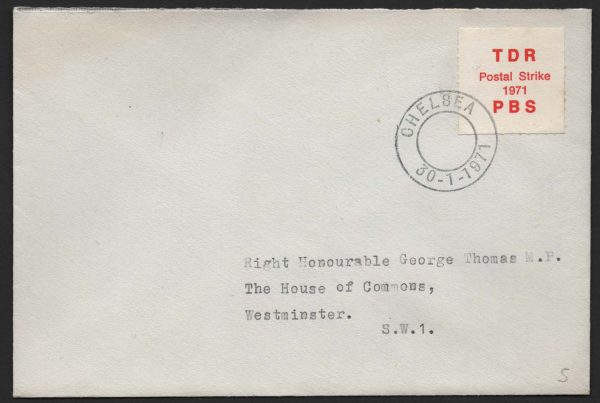 TDR
Postal Strike
1971
PBS
CHELSEA
30-1-1971
Right Honourable George Thomas M.P.
The House of Commons,
Westminster.
S.W.1.
S